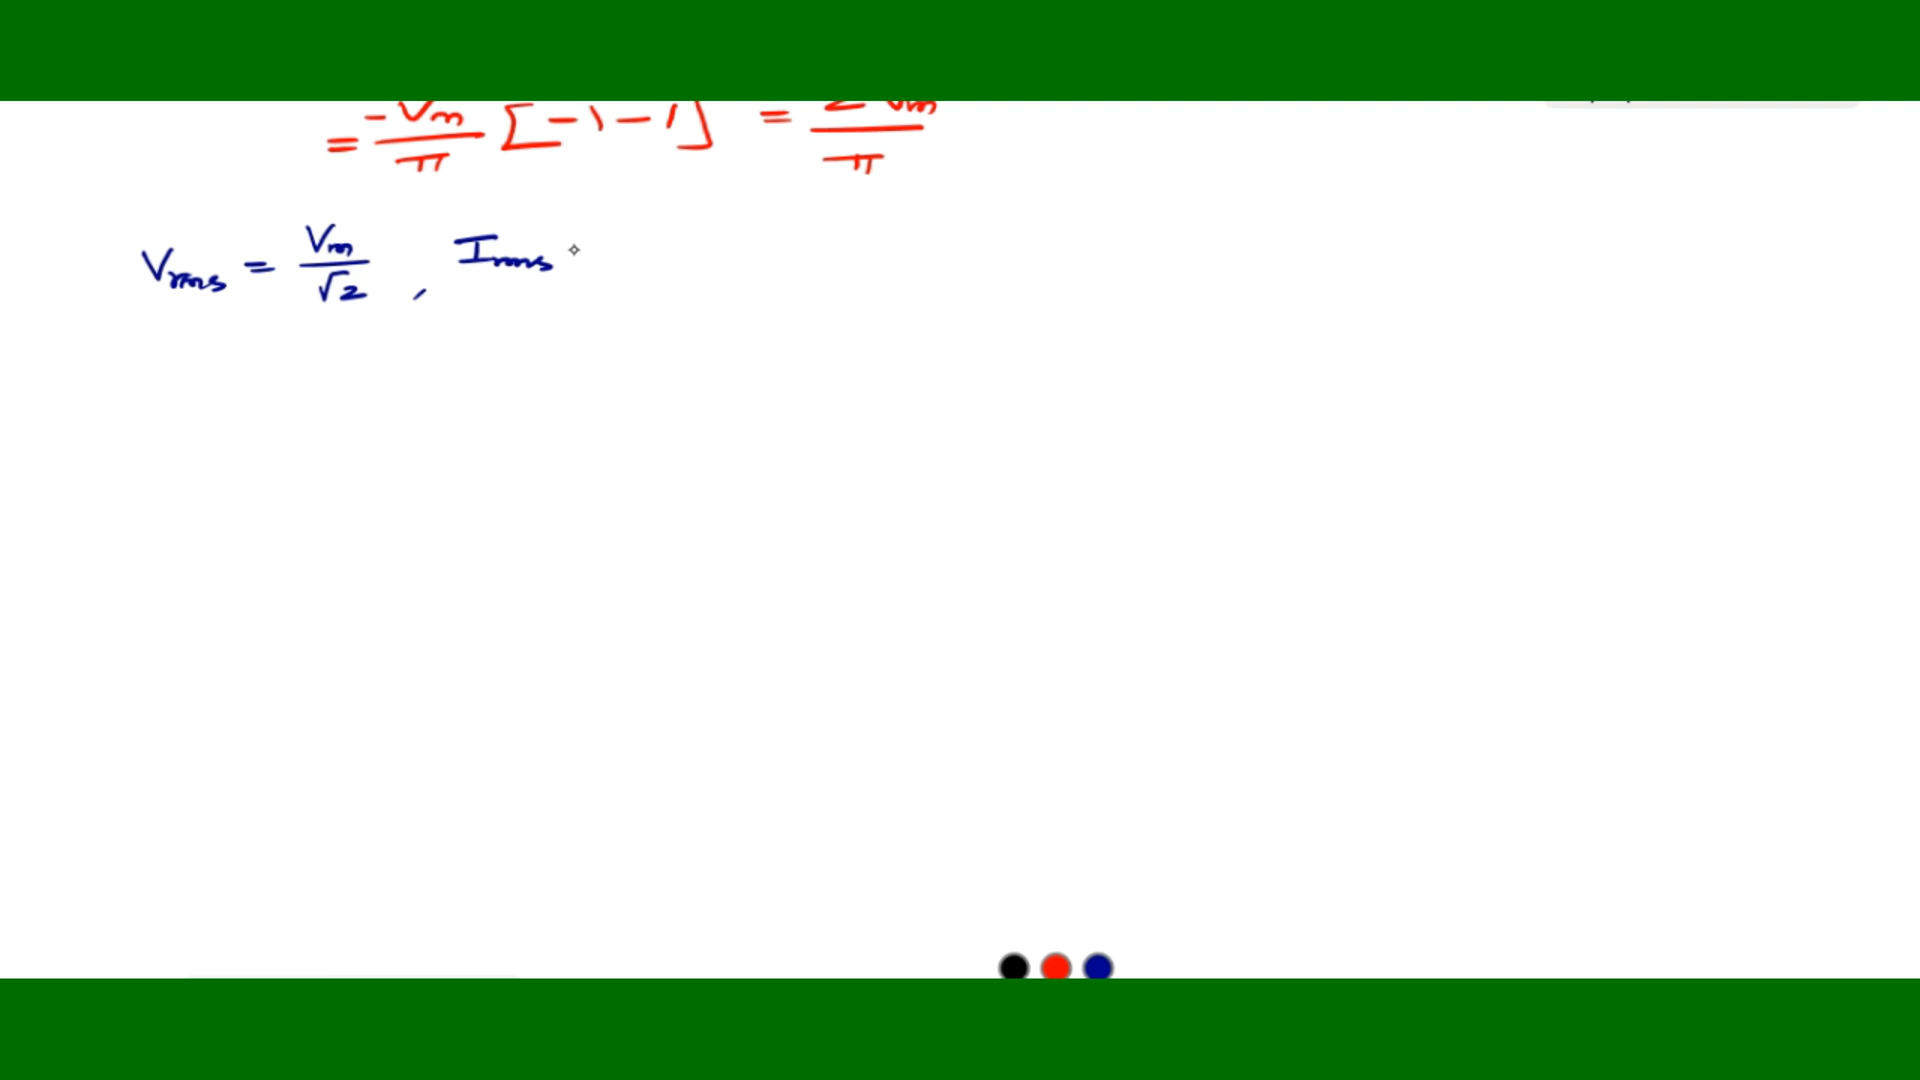 = -Vm/π [-1-1] = 2Vm/π
Vrms = Vm/√2 , Irms